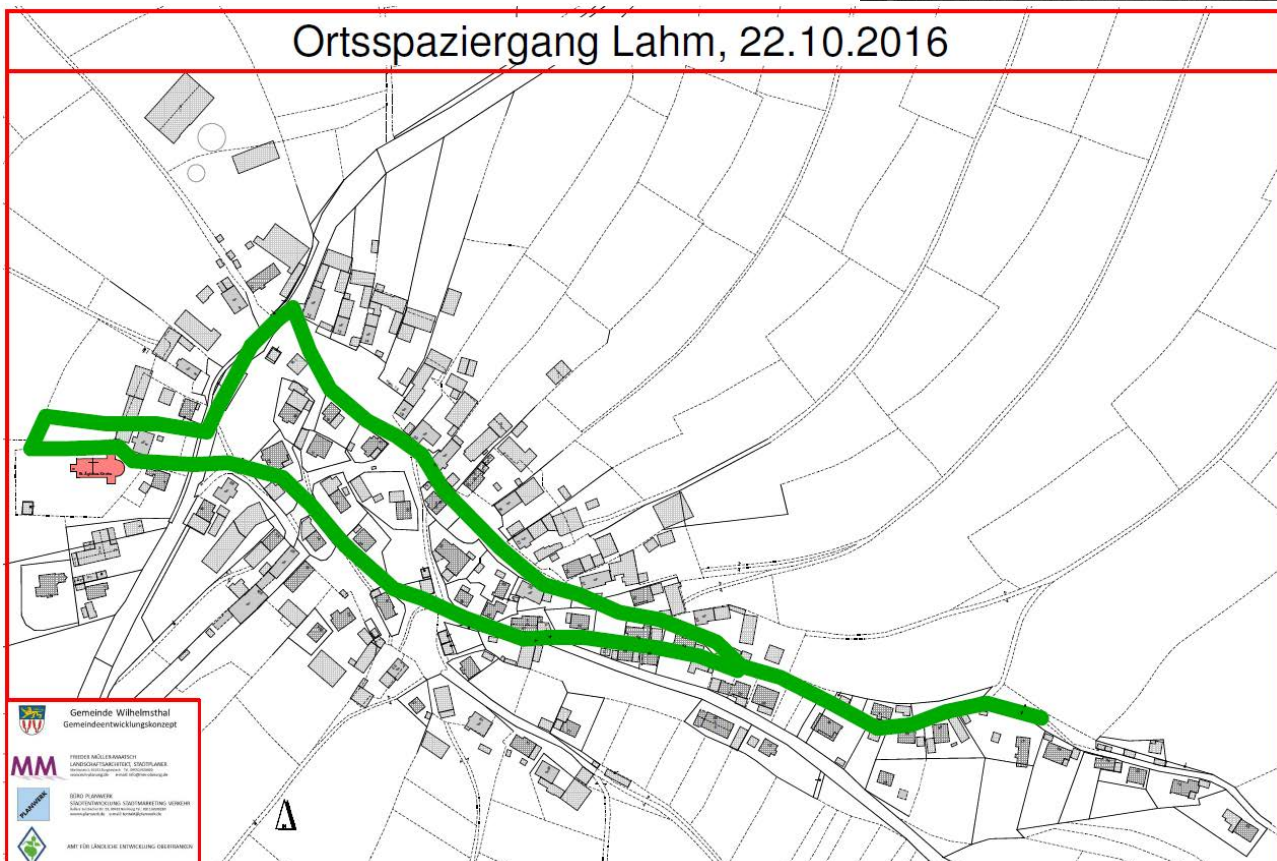 Ortsspaziergang Lahm, 22.10.2016
Gemeinde Wilhelmsthal
Gemeindeentwicklungskonzept
MM
FRIEDER MÜLLER-MAATSCH
LANDSCHAFTSARCHITEKT, STADTPLANER
PLANWERK
BÜRO PLANWERK
STADTENTWICKLUNG STADTMARKETING VERKEHR
AMT FÜR LÄNDLICHE ENTWICKLUNG OBERFRANKEN